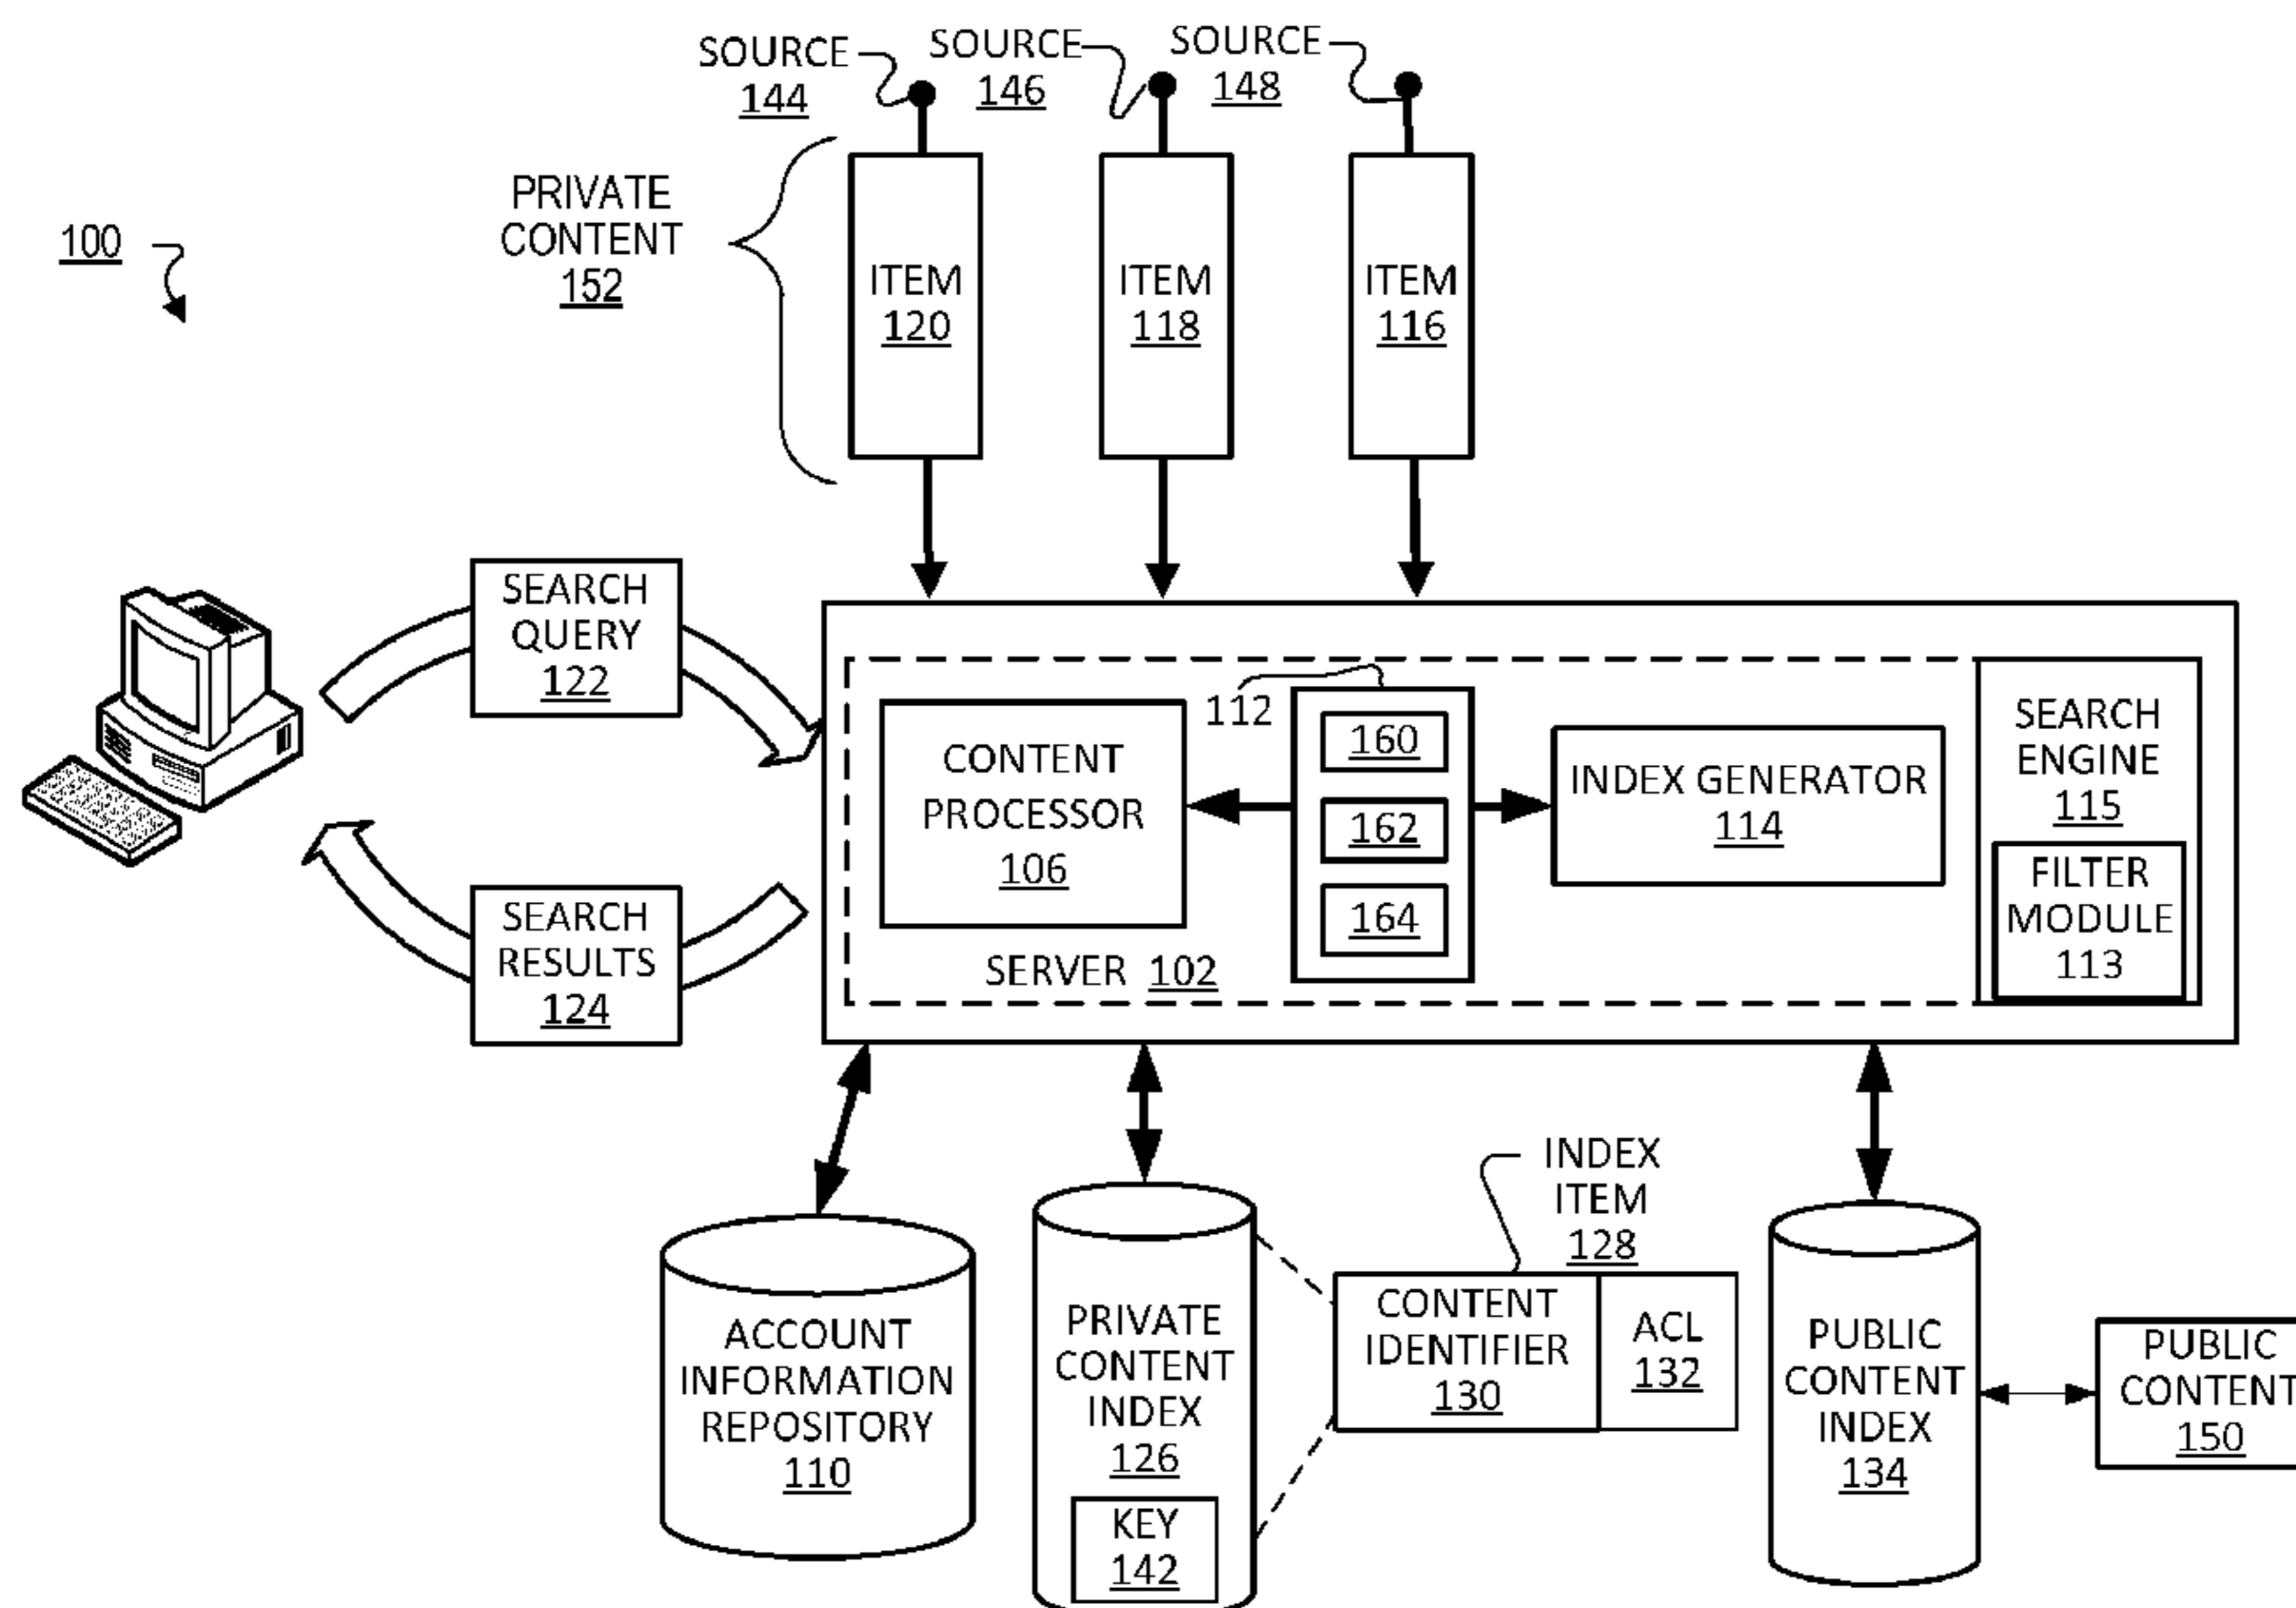 SOURCE
144
SOURCE
146
SOURCE
148
PRIVATE
CONTENT
152
100
ITEM
120
ITEM
118
ITEM
116
SEARCH
QUERY
122
SEARCH
RESULTS
124
112
CONTENT
PROCESSOR
106
160
162
164
INDEX GENERATOR
114
SEARCH
ENGINE
115
FILTER
MODULE
113
SERVER 102
ACCOUNT
INFORMATION
REPOSITORY
110
PRIVATE
CONTENT
INDEX
126
KEY
142
INDEX
ITEM
128
CONTENT
IDENTIFIER
130
ACL
132
PUBLIC
CONTENT
INDEX
134
PUBLIC
CONTENT
150